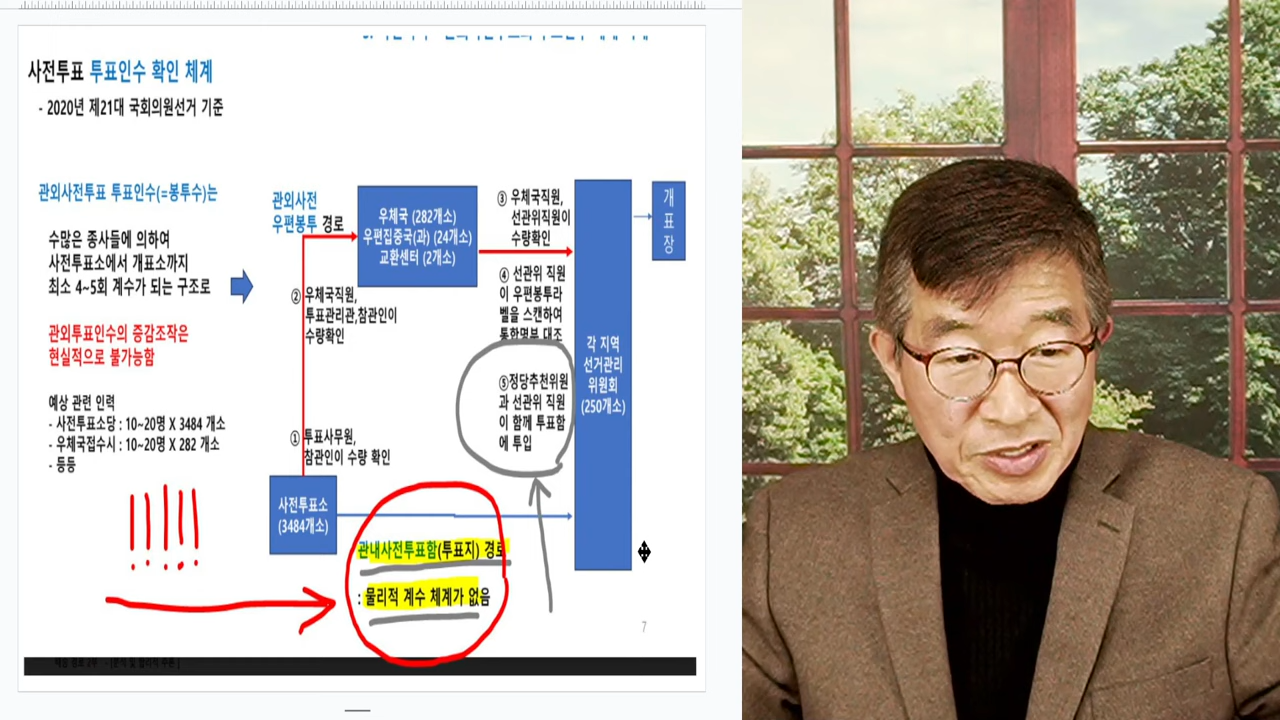 사전투표 투표인수 확인 체계
- 2020년 제21대 국회의원선거 기준
관외사전투표 투표인수(=봉투수)는
수많은 종사들에 의하여
사전투표소에서 개표소까지
최소 4~5회 계수가 되는 구조로
관외투표인수의 증감조작은
현실적으로 불가능함
예상 관련 인력
- 사전투표소당 : 10~20명 X 3484 개소
- 우체국접수시 : 10~20명 X 282 개소
- 등등
관외사전
우편봉투 경로
우체국 (282개소)
우편집중국(과) (24개소)
교환센터 (2개소)
② 우체국직원,
투표관리관,참관인이
수량확인
① 투표사무원,
참관인이 수량 확인
사전투표소
(3484개소)
③ 우체국직원,
선관위직원이
수량확인
④ 선관위 직원
이 우편봉투라
벨을 스캔하여
통합명부 대조
⑤정당추천위원
과 선관위 직원
이 함께 투표함
에 투입
관내사전투표함(투표지) 경로
: 물리적 계수 체계가 없음
각 지역
선거관리
위원회
(250개소)
개
표
장
7